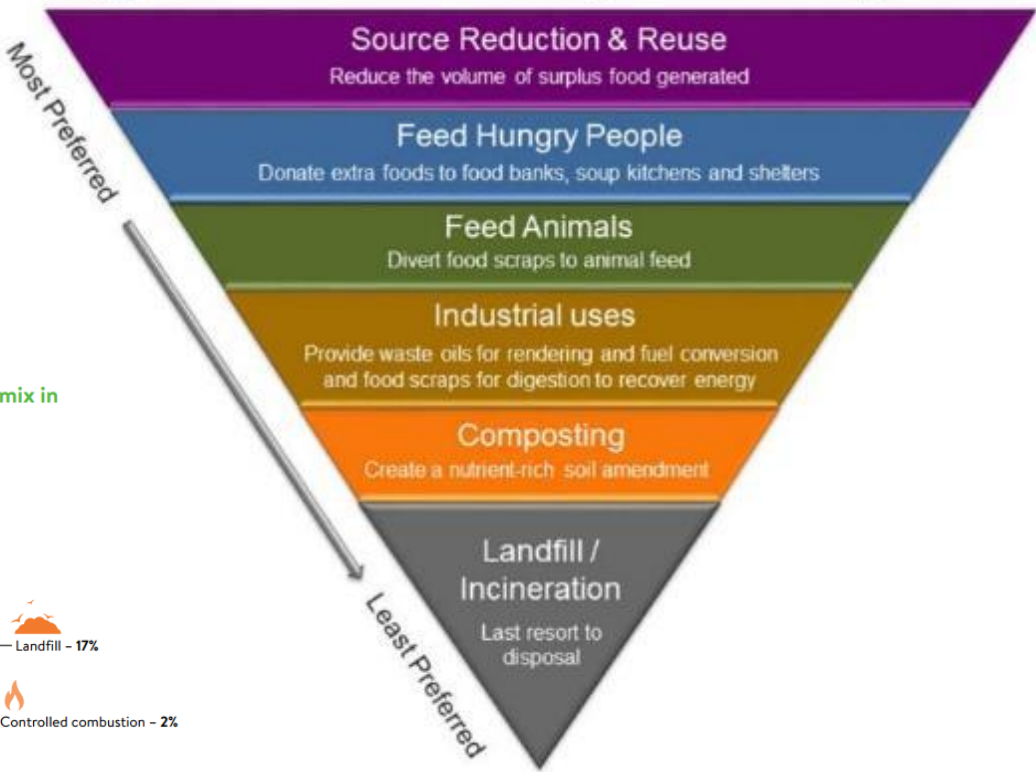 Source Reduction & Reuse
Reduce the volume of surplus food generated
Most Preferred
Feed Hungry People
Donate extra foods to food banks, soup kitchens and shelters
Feed Animals
Divert food scraps to animal feed
Industrial uses
Provide waste oils for rendering and fuel conversion
and food scraps for digestion to recover energy
mix in
Composting
Create a nutrient-rich soil amendment
Landfill /
Incineration
Last resort to
disposal
Least Preferred
Landfill – 17%
Controlled combustion – 2%